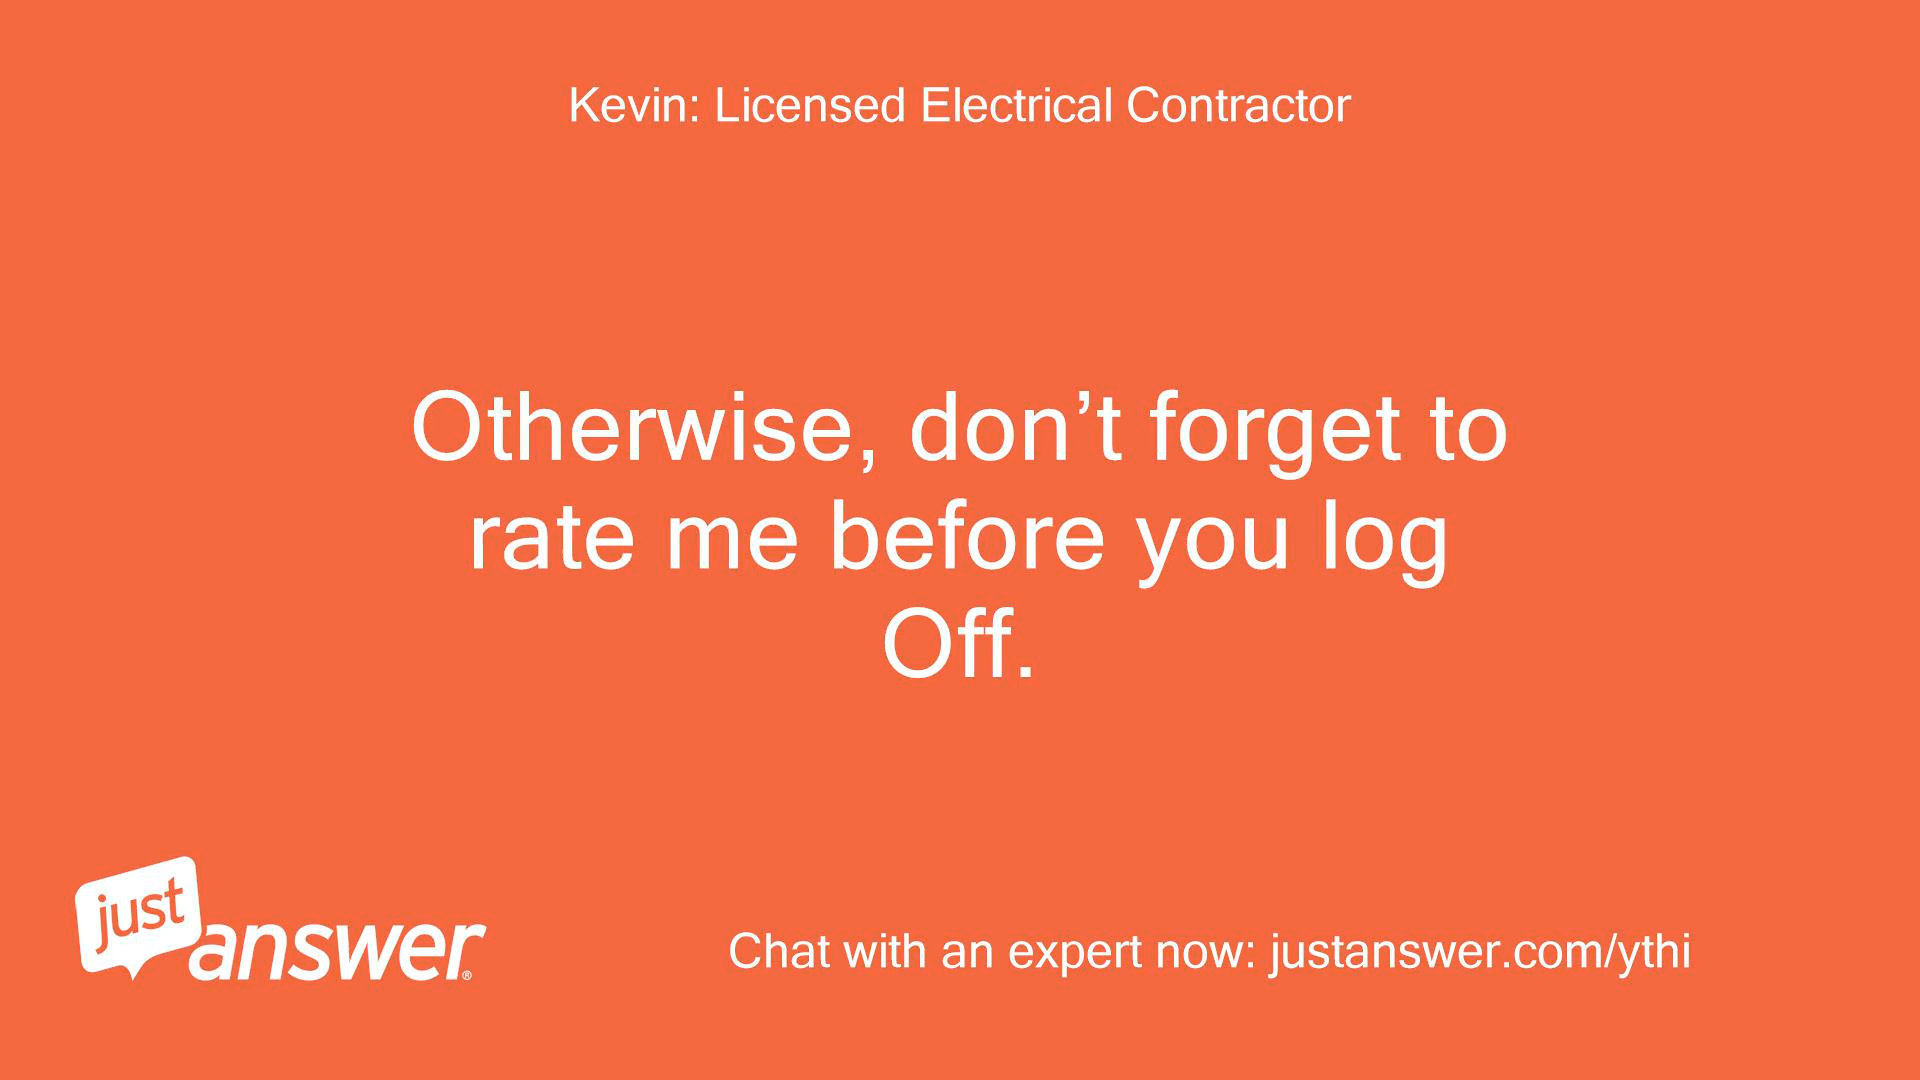 Kevin: Licensed Electrical Contractor
Otherwise, don’t forget to
rate me before you log
Off.
just
answer®
Chat with an expert now: justanswer.com/ythi